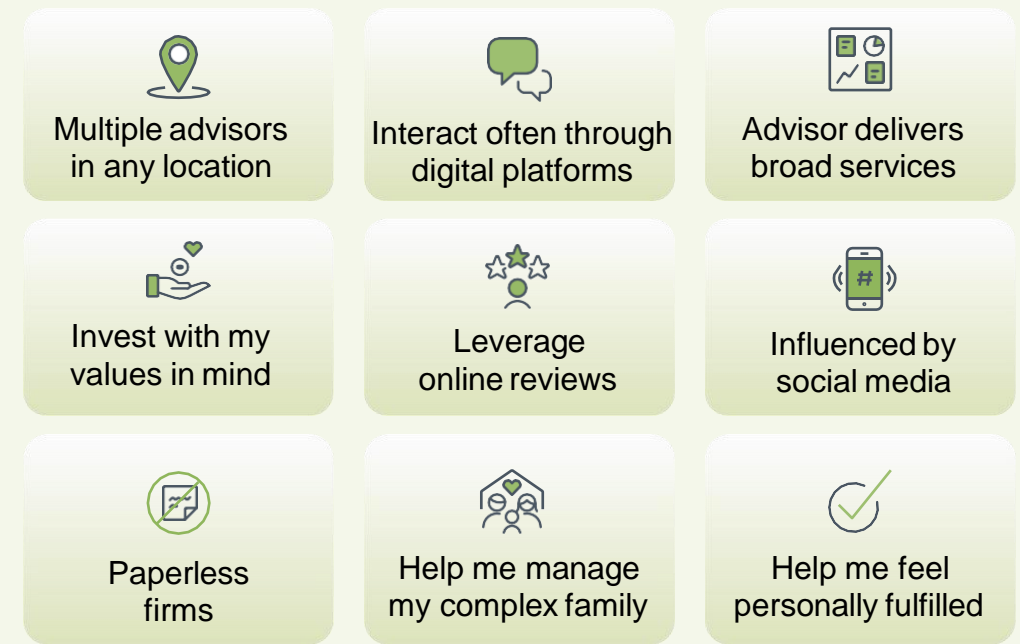 Multiple advisors
in any location
Interact often through
digital platforms
Advisor delivers
broad services
Invest with my
values in mind
Leverage
online reviews
#
Influenced by
social media
Paperless
firms
Help me manage
my complex family
Help me feel
personally fulfilled